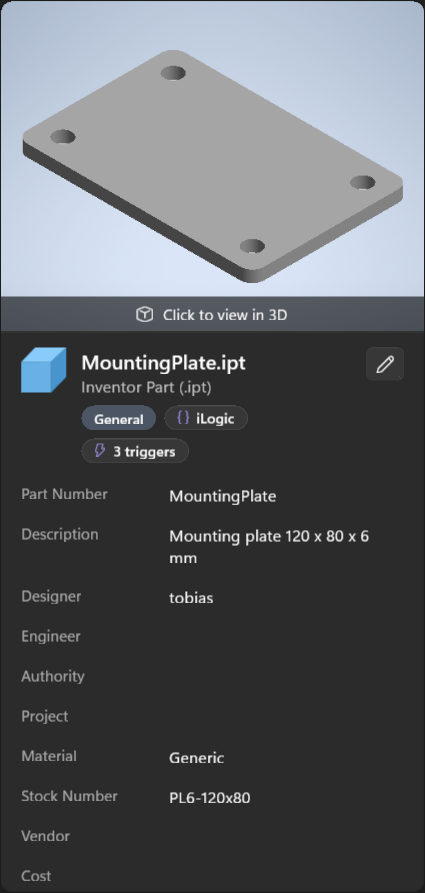 Click to view in 3D
MountingPlate.ipt
Inventor Part (.ipt)
General
{} iLogic
3 triggers
Part Number MountingPlate
Description Mounting plate 120 x 80 x 6
mm
Designer tobias
Engineer
Authority
Project
Material Generic
Stock Number PL6-120x80
Vendor
Cost